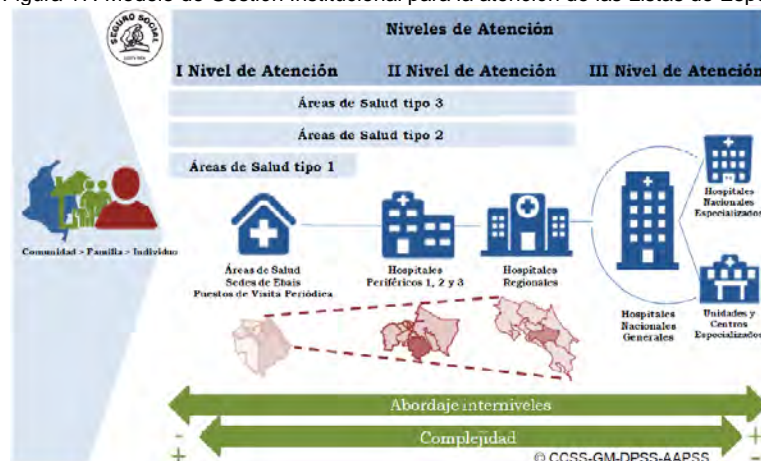 SEGURO SOCIAL
Niveles de Atención
I Nivel de Atención
II Nivel de Atención
III Nivel de Atención
Áreas de Salud tipo 3
Áreas de Salud tipo 2
Áreas de Salud tipo 1
Comunidad > Familia > Individuo
Áreas de Salud
Sedes de Ebais
Puestos de Visita Periódica
Hospitales
Periféricos 1, 2 y 3
Hospitales
Regionales
Hospitales
Nacionales
Generales
Hospitales
Nacionales
Especializados
Unidades y
Centros
Especializados
Abordaje interniveles
Complejidad
-
+
+
-
© CCSS-GM-DPSS-AAPSS